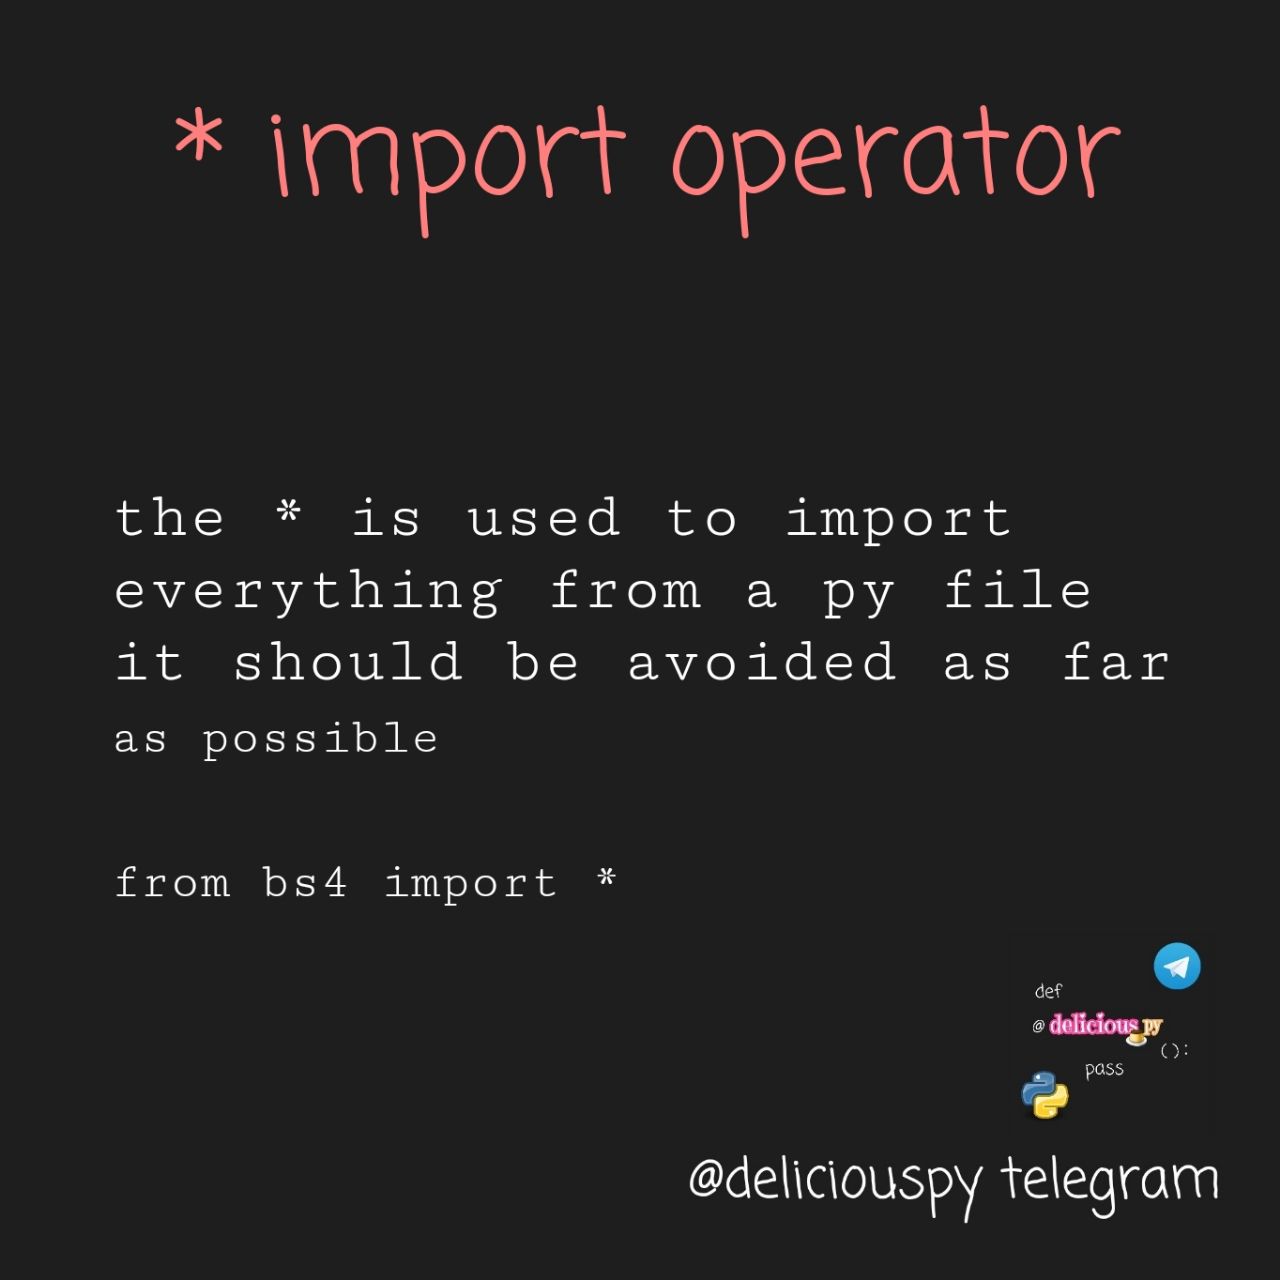 * import operator
the * is used to import
everything from a py file
it should be avoided as far
as possible
from bs4 import *
def
@ delicious py
():
pass
@deliciouspy telegram